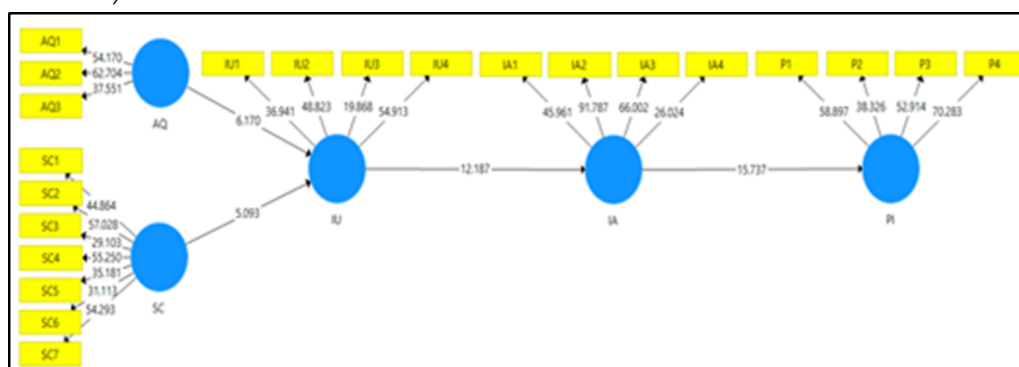 AQ1
AQ2
AQ3
54.170
62.704
37.551
AQ
6.170
SC1
SC2
SC3
SC4
SC5
SC6
SC7
44.864
57.028
29.103
55.250
35.181
31.113
54.293
SC
5.093
IU1
IU2
IU3
IU4
36.941
48.823
19.868
54.913
IU
12.187
IA1
IA2
IA3
IA4
45.961
91.787
66.002
26.024
IA
15.737
P1
P2
P3
P4
58.897
38.326
52.914
70.283
PI